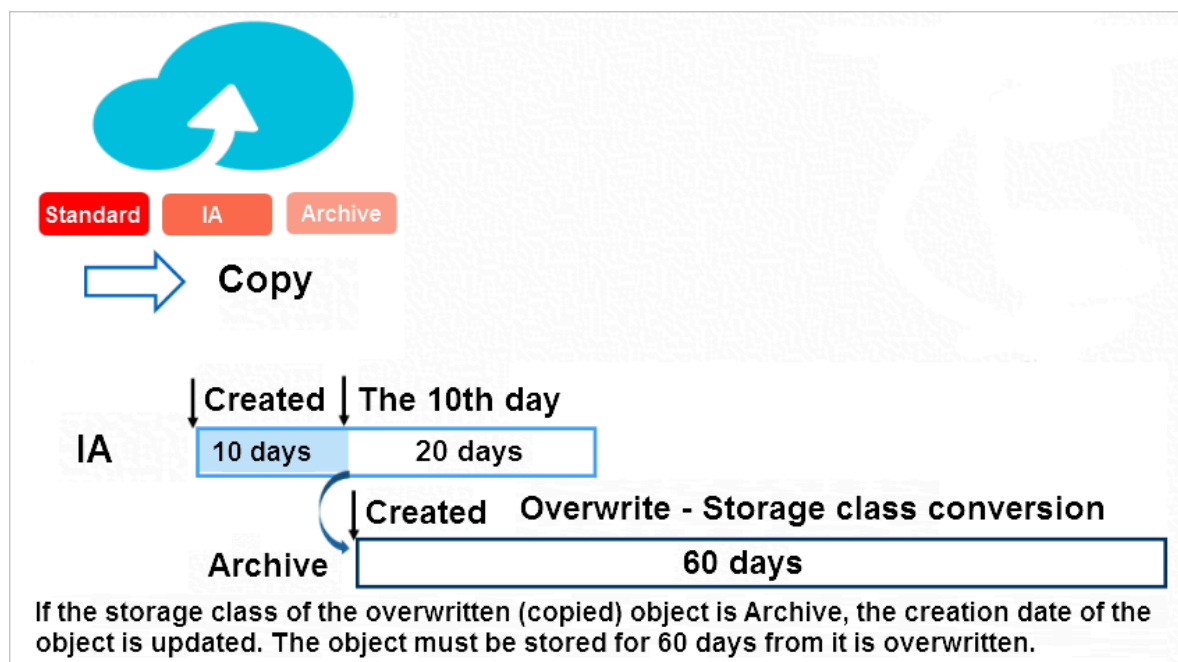 Standard IA Archive
Copy
Created The 10th day
IA 10 days 20 days
Created Overwrite - Storage class conversion
Archive 60 days
If the storage class of the overwritten (copied) object is Archive, the creation date of the
object is updated. The object must be stored for 60 days from it is overwritten.